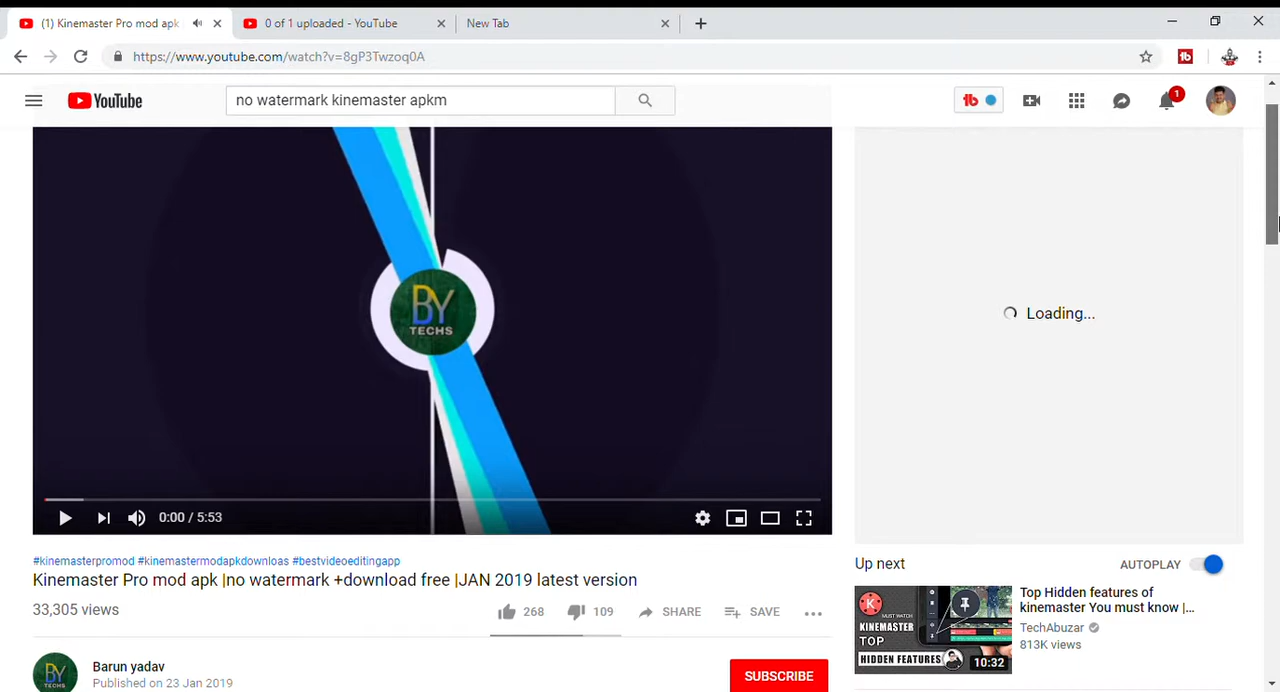 (1) Kinemaster Pro mod apk
0 of 1 uploaded - YouTube
New Tab
https://www.youtube.com/watch?v=8gP3Twzoq0A
YouTube
no watermark kinemaster apkm
1
BY
TECHS
0:00 / 5:53
Loading...
#kinemasterpromod #kinemastermodapkdownloas #bestvideoeditingapp
Kinemaster Pro mod apk |no watermark +download free |JAN 2019 latest version
33,305 views
268
109
SHARE
SAVE
BY
TECHS
Barun yadav
Published on 23 Jan 2019
SUBSCRIBE
Up next
AUTOPLAY
MUST WATCH
KINEMASTER
TOP
HIDDEN FEATURES
10:32
Top Hidden features of
kinemaster You must know |...
TechAbuzar
813K views